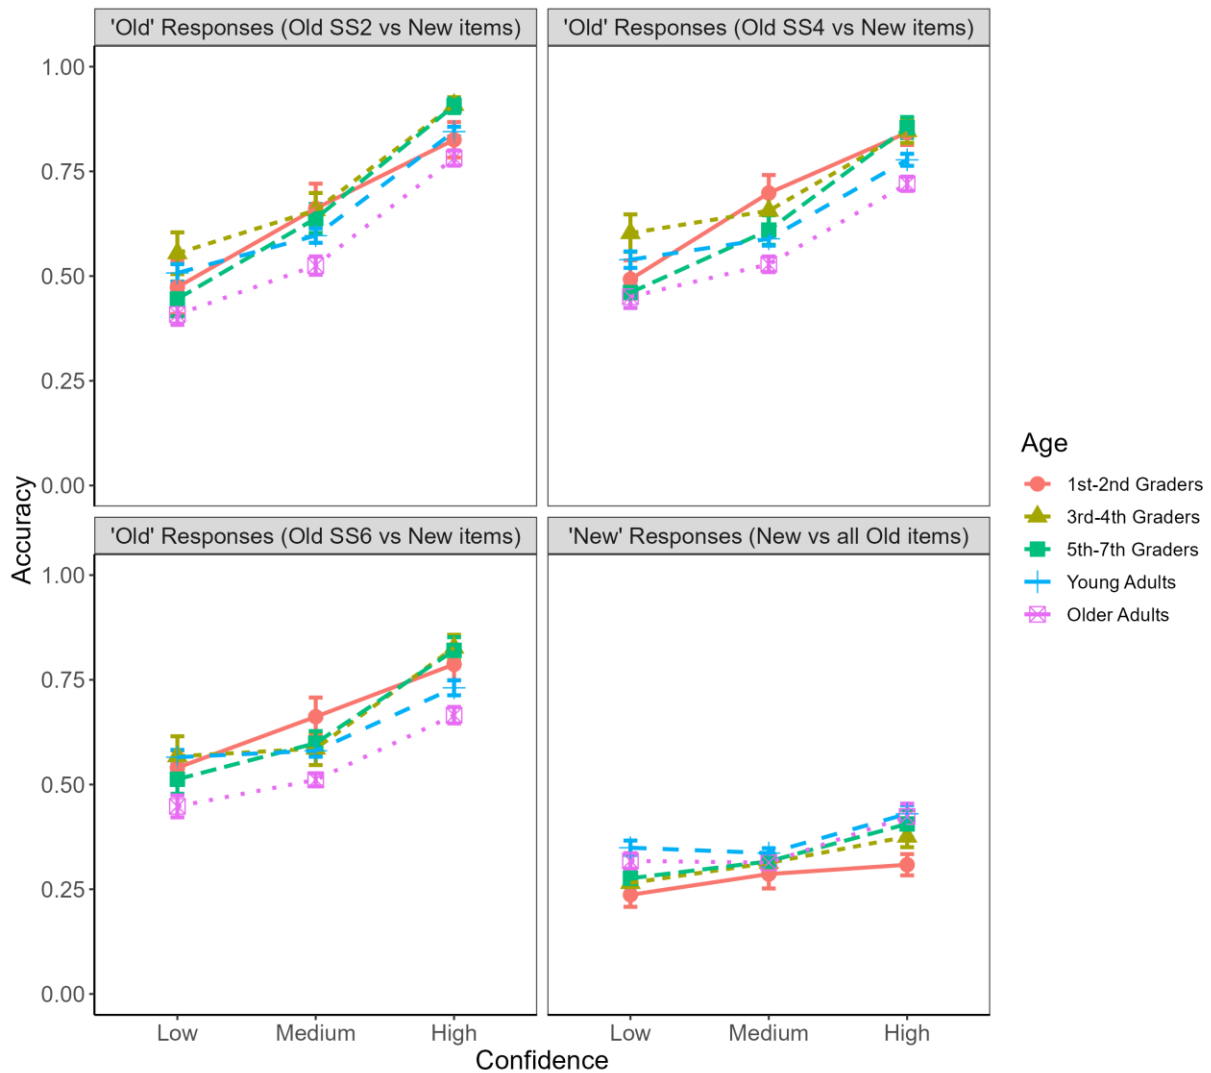 'Old' Responses (Old SS2 vs New items)
'Old' Responses (Old SS4 vs New items)
1.00
0.75
0.50
0.25
0.00
Accuracy
'Old' Responses (Old SS6 vs New items)
'New' Responses (New vs all Old items)
1.00
0.75
0.50
0.25
0.00
Low
Medium
High
Low
Medium
High
Confidence
Age
1st-2nd Graders
3rd-4th Graders
5th-7th Graders
Young Adults
Older Adults